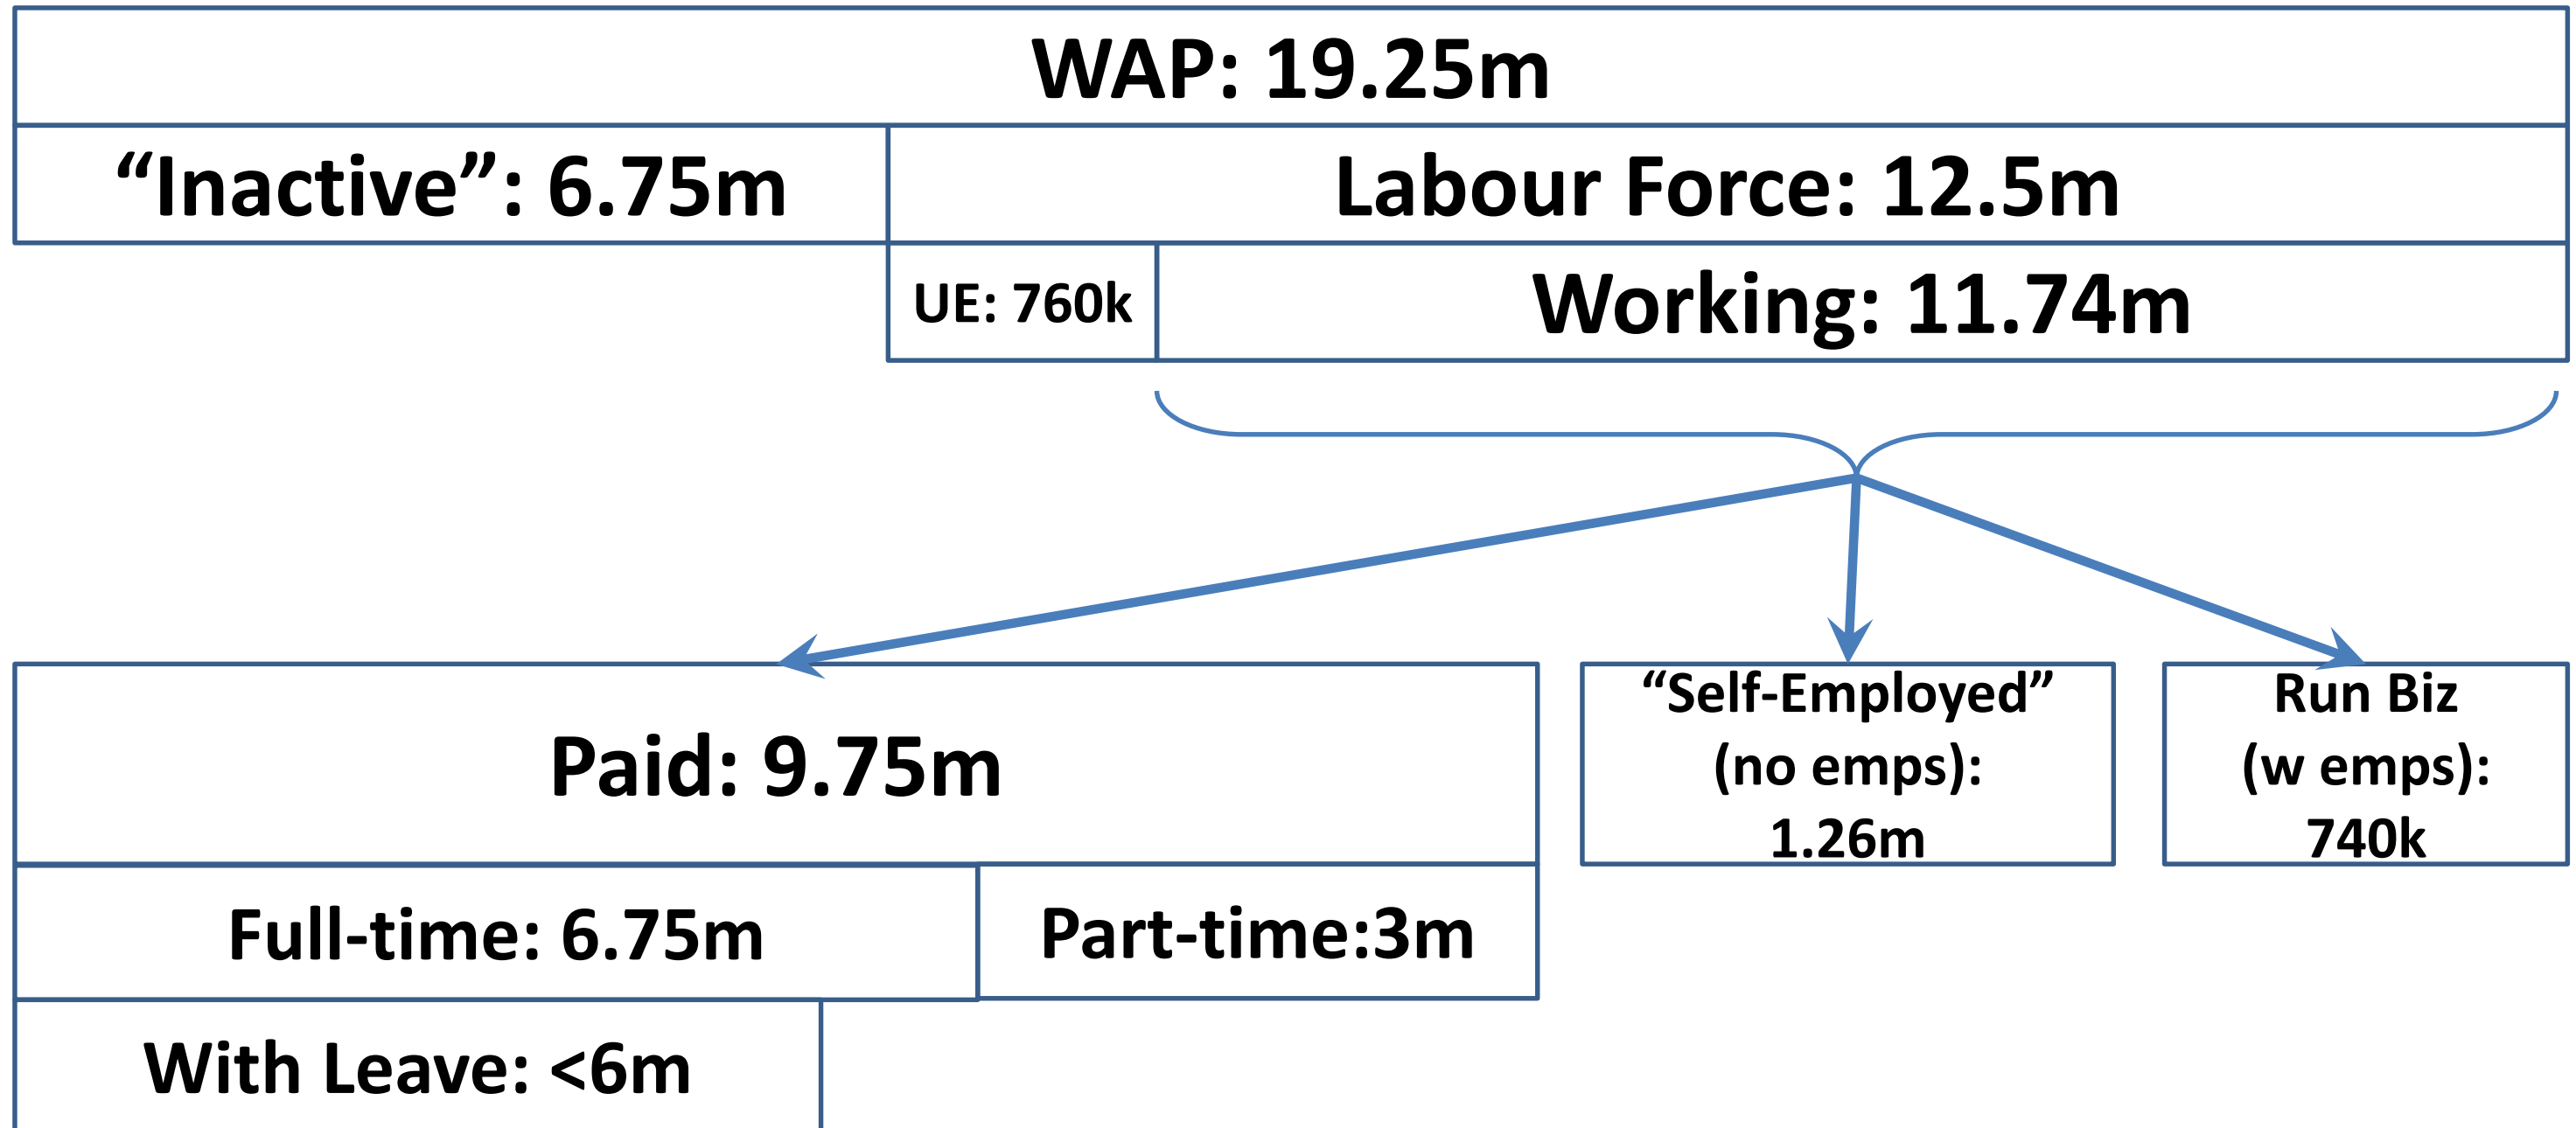 WAP: 19.25m
“Inactive”: 6.75m
Labour Force: 12.5m
UE: 760k
Working: 11.74m
Paid: 9.75m
“Self-Employed”
(no emps):
1.26m
Run Biz
(w emps):
740k
Full-time: 6.75m
Part-time:3m
With Leave: <6m